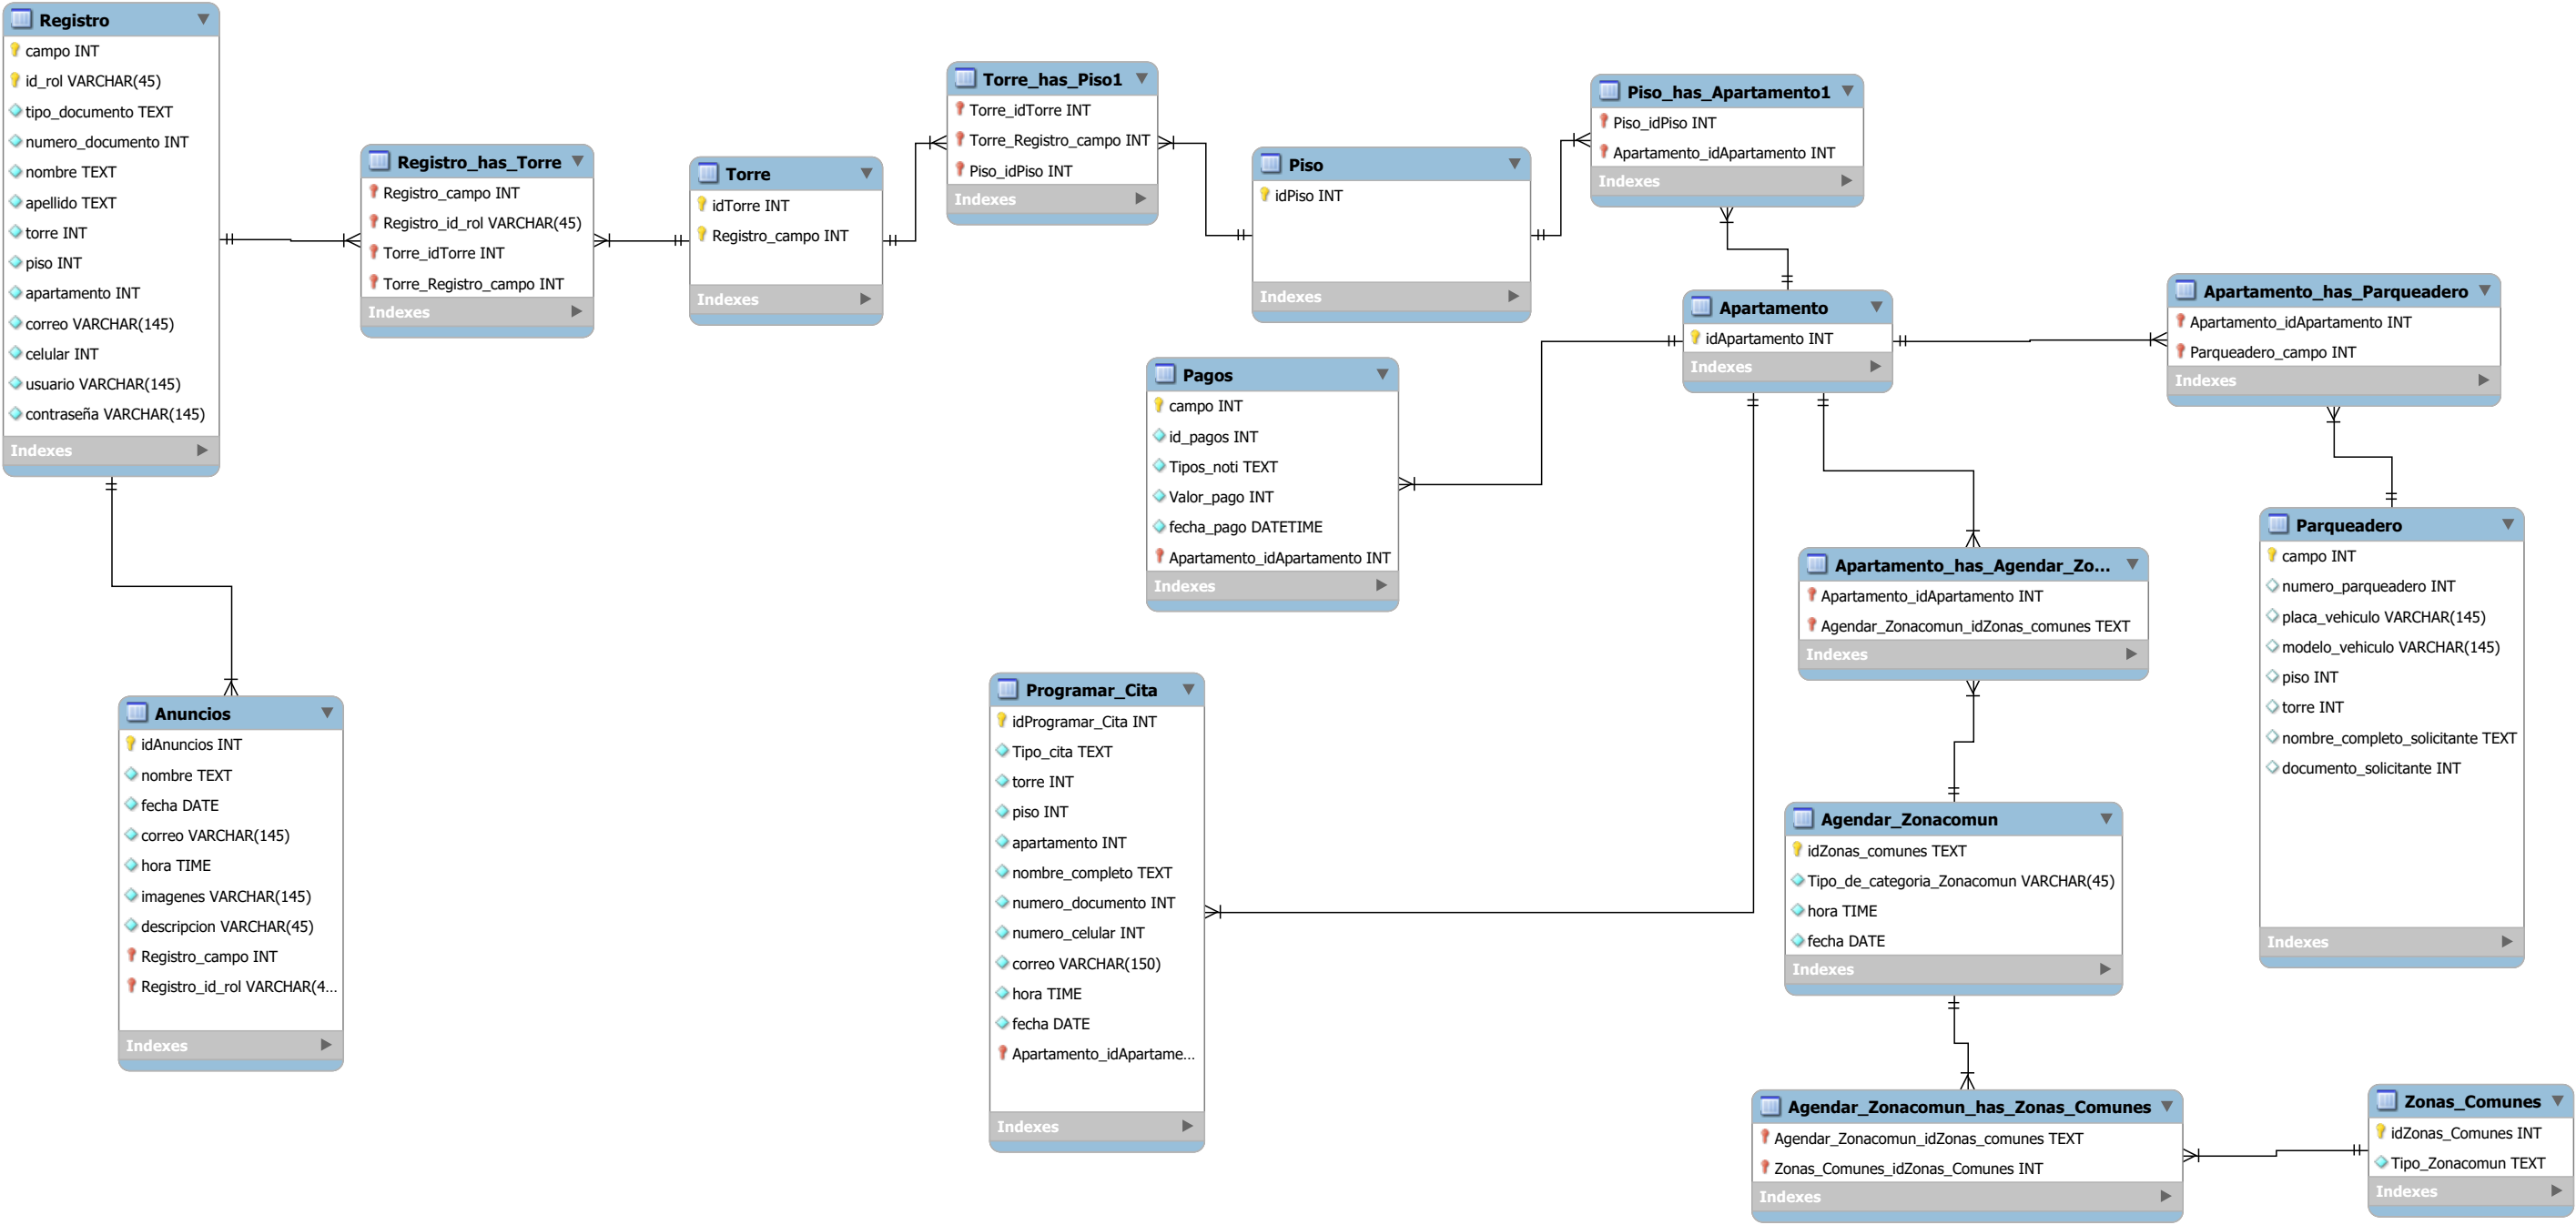 Registro
campo INT
id_rol VARCHAR(45)
tipo_documento TEXT
numero_documento INT
nombre TEXT
apellido TEXT
torre INT
piso INT
apartamento INT
correo VARCHAR(145)
celular INT
usuario VARCHAR(145)
contraseña VARCHAR(145)
Indexes
Registro_has_Torre
Registro_campo INT
Registro_id_rol VARCHAR(45)
Torre_idTorre INT
Torre_Registro_campo INT
Indexes
Torre
idTorre INT
Registro_campo INT
Indexes
Torre_has_Piso1
Torre_idTorre INT
Torre_Registro_campo INT
Piso_idPiso INT
Indexes
Piso
idPiso INT
Indexes
Piso_has_Apartamento1
Piso_idPiso INT
Apartamento_idApartamento INT
Indexes
Apartamento
idApartamento INT
Indexes
Apartamento_has_Parqueadero
Apartamento_idApartamento INT
Parqueadero_campo INT
Indexes
Pagos
campo INT
id_pagos INT
Tipos_noti TEXT
Valor_pago INT
fecha_pago DATETIME
Apartamento_idApartamento INT
Indexes
Parqueadero
campo INT
numero_parqueadero INT
placa_vehiculo VARCHAR(145)
modelo_vehiculo VARCHAR(145)
piso INT
torre INT
nombre_completo_solicitante TEXT
documento_solicitante INT
Indexes
Apartamento_has_Agendar_Zo...
Apartamento_idApartamento INT
Agendar_Zonacomun_idZonas_comunes TEXT
Indexes
Anuncios
idAnuncios INT
nombre TEXT
fecha DATE
correo VARCHAR(145)
hora TIME
imagenes VARCHAR(145)
descripcion VARCHAR(45)
Registro_campo INT
Registro_id_rol VARCHAR(4...
Indexes
Programar_Cita
idProgramar_Cita INT
Tipo_cita TEXT
torre INT
piso INT
apartamento INT
nombre_completo TEXT
numero_documento INT
numero_celular INT
correo VARCHAR(150)
hora TIME
fecha DATE
Apartamento_idApartame...
Indexes
Agendar_Zonacomun
idZonas_comunes TEXT
Tipo_de_categoria_Zonacomun VARCHAR(45)
hora TIME
fecha DATE
Indexes
Agendar_Zonacomun_has_Zonas_Comunes
Agendar_Zonacomun_idZonas_comunes TEXT
Zonas_Comunes_idZonas_Comunes INT
Indexes
Zonas_Comunes
idZonas_Comunes INT
Tipo_Zonacomun TEXT
Indexes